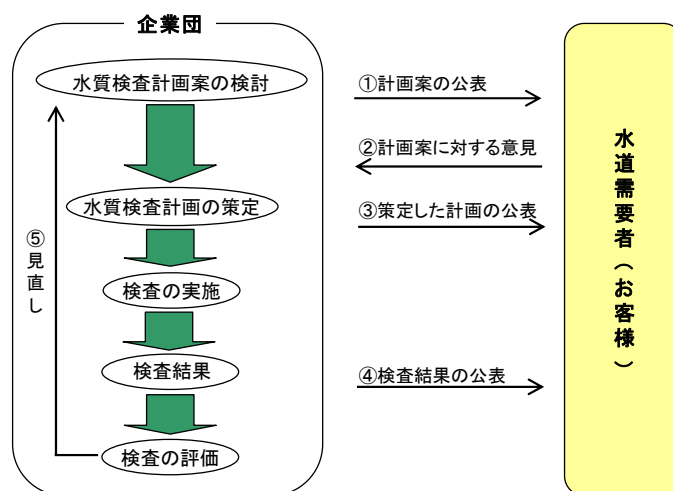 企業団
水質検査計画案の検討
①計画案の公表
②計画案に対する意見
水質検査計画の策定
③策定した計画の公表
検査の実施
検査結果
④検査結果の公表
検査の評価
⑤見直し
水道需要者(お客様)